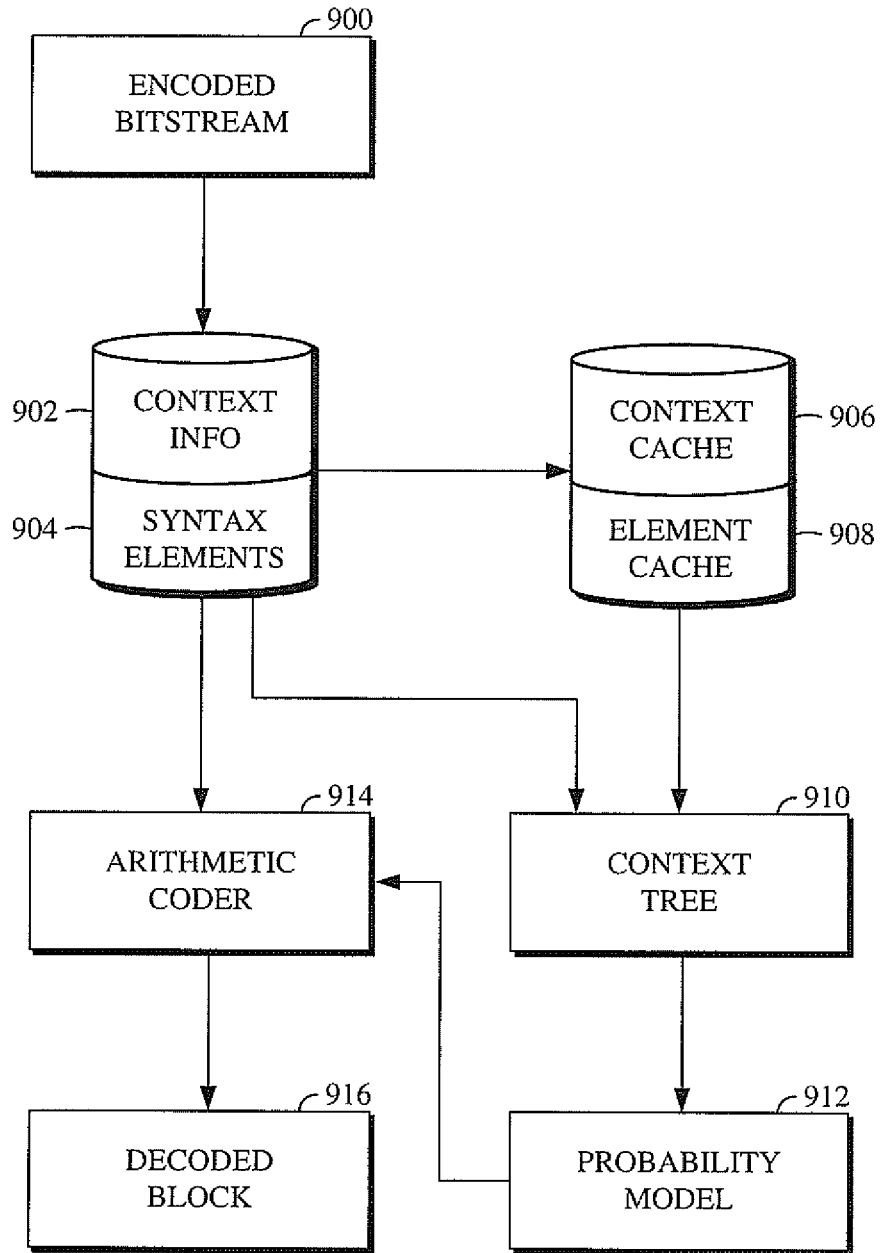 900
ENCODED
BITSTREAM
902
CONTEXT
INFO
904
SYNTAX
ELEMENTS
CONTEXT
CACHE
906
ELEMENT
CACHE
908
914
ARITHMETIC
CODER
910
CONTEXT
TREE
916
DECODED
BLOCK
912
PROBABILITY
MODEL